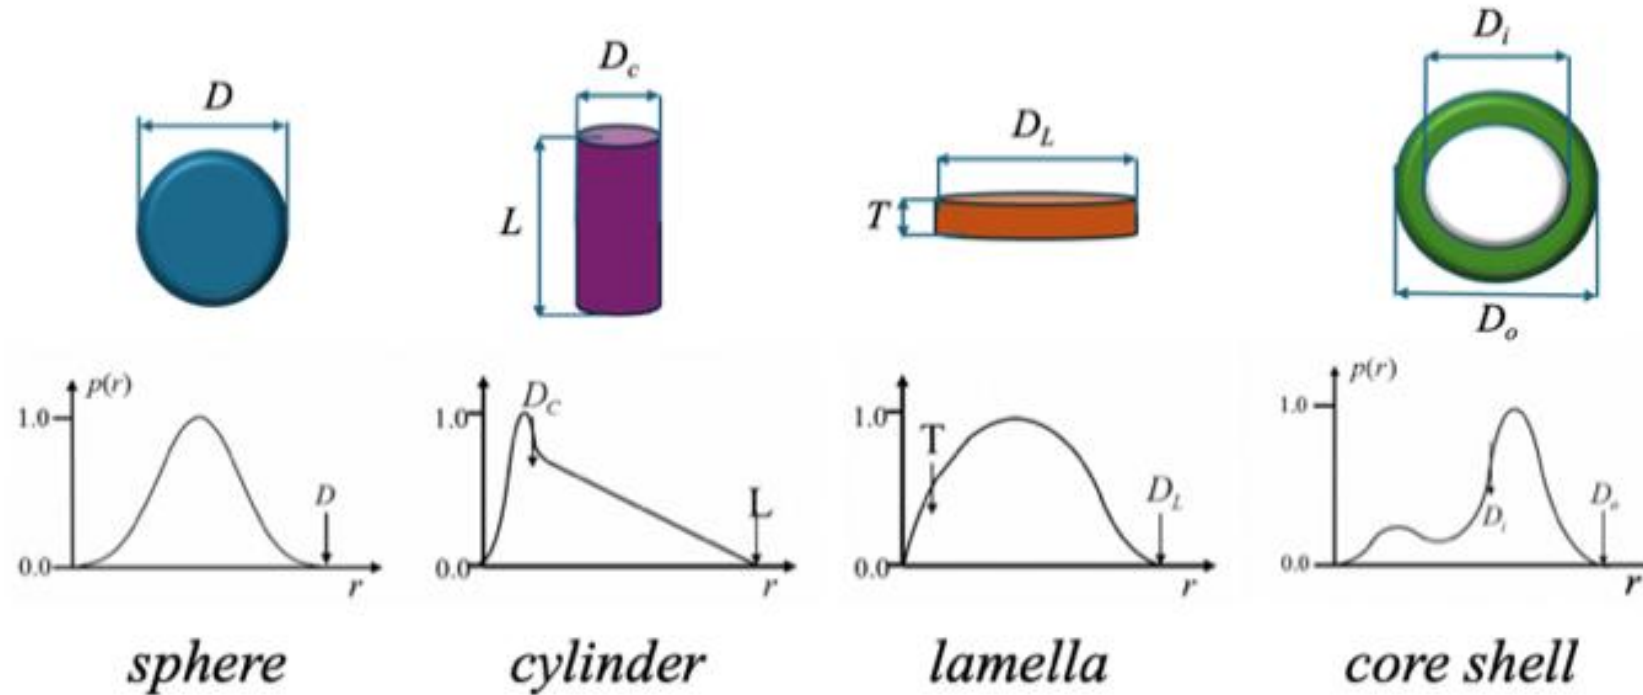 D
D_c
L
D_L
T
D_i
D_o
p(r)
1.0
D
0.0
r
1.0
D_C
L
0.0
r
1.0
T
D_L
0.0
r
p(r)
1.0
D_i
D_o
0.0
r
sphere
cylinder
lamella
core shell